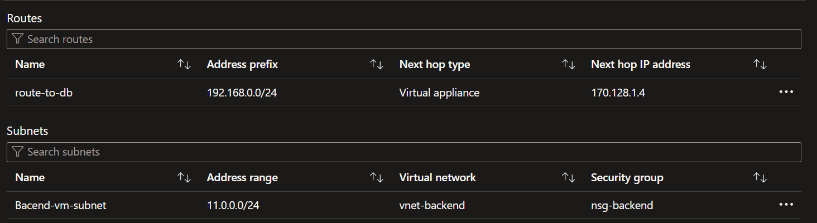 Routes
Search routes
Name Address prefix Next hop type Next hop IP address
route-to-db 192.168.0.0/24 Virtual appliance 170.128.1.4
Subnets
Search subnets
Name Address range Virtual network Security group
Bacend-vm-subnet 11.0.0.0/24 vnet-backend nsg-backend